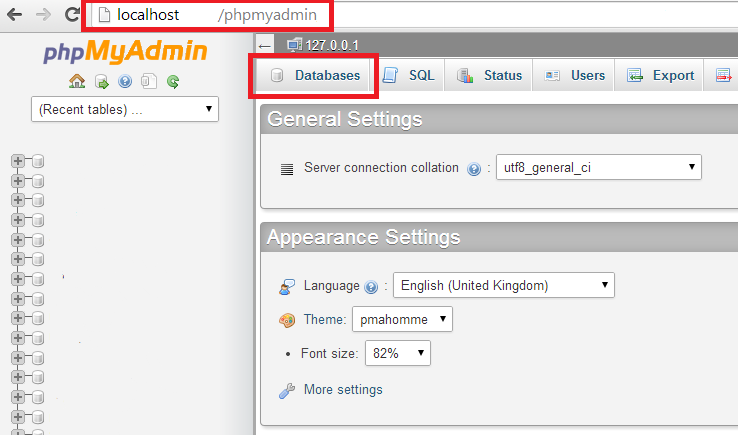 localhost /phpmyadmin
phpMyAdmin
(Recent tables) ...
127.0.0.1
Databases SQL Status Users Export
General Settings
Server connection collation : utf8_general_ci
Appearance Settings
Language : English (United Kingdom)
Theme: pmahomme
• Font size: 82%
More settings